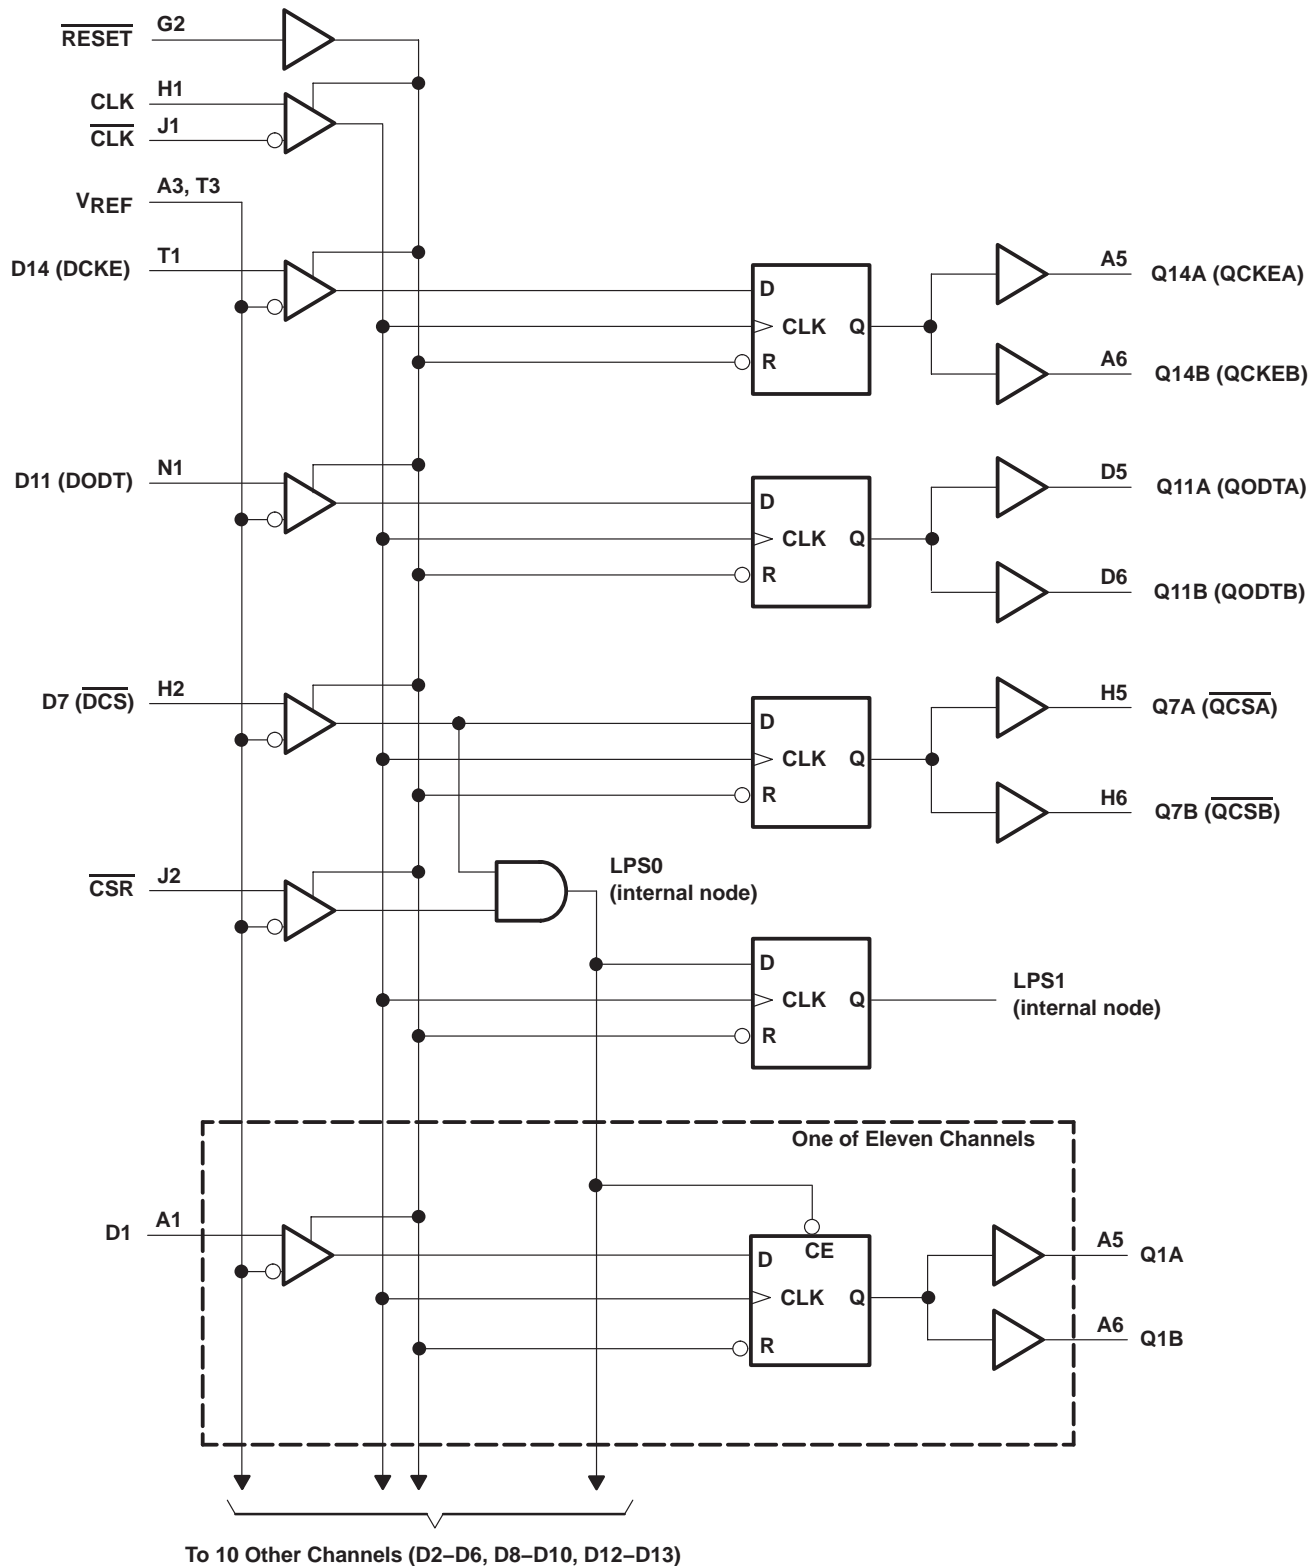 RESET G2
CLK H1
CLK J1
VREF A3, T3
D14 (DCKE) T1
D
CLK Q
R
A5 Q14A (QCKEA)
A6 Q14B (QCKEB)
D11 (DODT) N1
D
CLK Q
R
D5 Q11A (QODTA)
D6 Q11B (QODTB)
D7 (DCS) H2
D
CLK Q
R
H5 Q7A (QCSA)
H6 Q7B (QCSB)
CSR J2
LPS0
(internal node)
D
CLK Q
R
LPS1
(internal node)
One of Eleven Channels
D1 A1
CE
D
CLK Q
R
A5 Q1A
A6 Q1B
To 10 Other Channels (D2–D6, D8–D10, D12–D13)